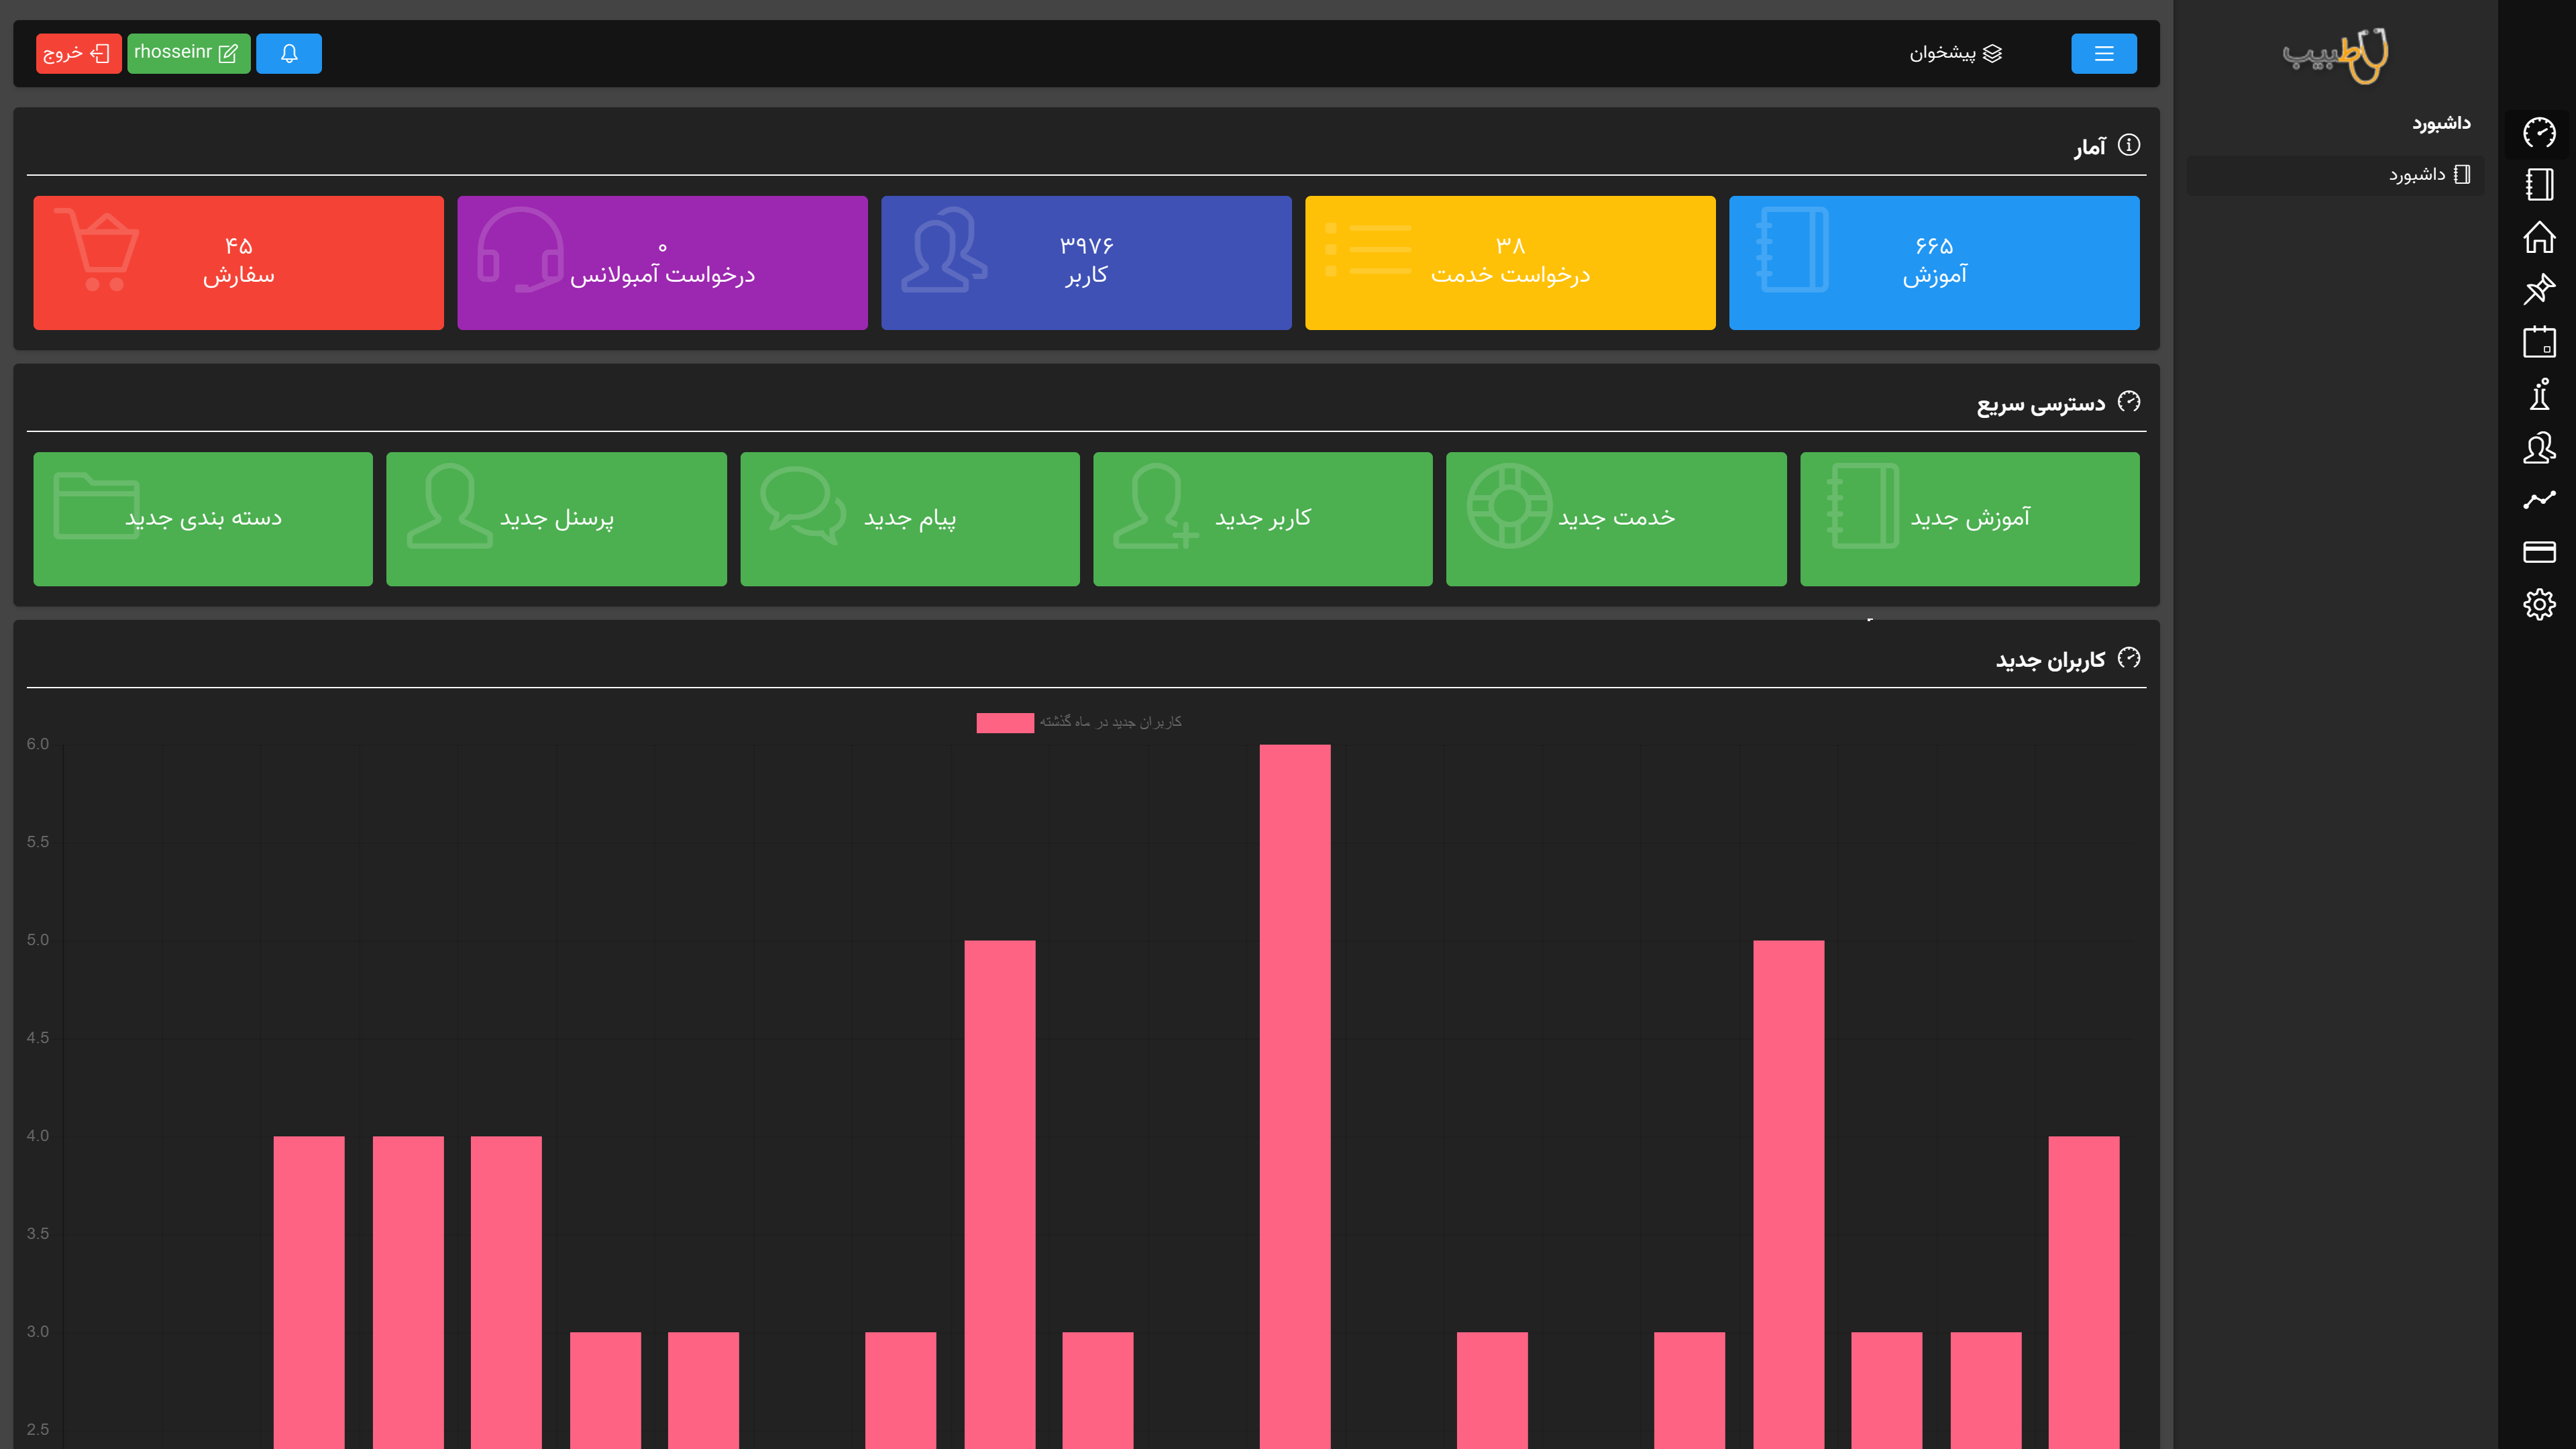 طبیب
داشبورد
داشبورد
پیشخوان
rhosseinr
خروج
آمار
۶۶۵
آموزش
۳۸
درخواست خدمت
۳۹۷۶
کاربر
۰
درخواست آمبولانس
۴۵
سفارش
دسترسی سریع
آموزش جدید
خدمت جدید
کاربر جدید
پیام جدید
پرسنل جدید
دسته بندی جدید
کاربران جدید
کاربران جدید در ماه گذشته
6.0
5.5
5.0
4.5
4.0
3.5
3.0
2.5